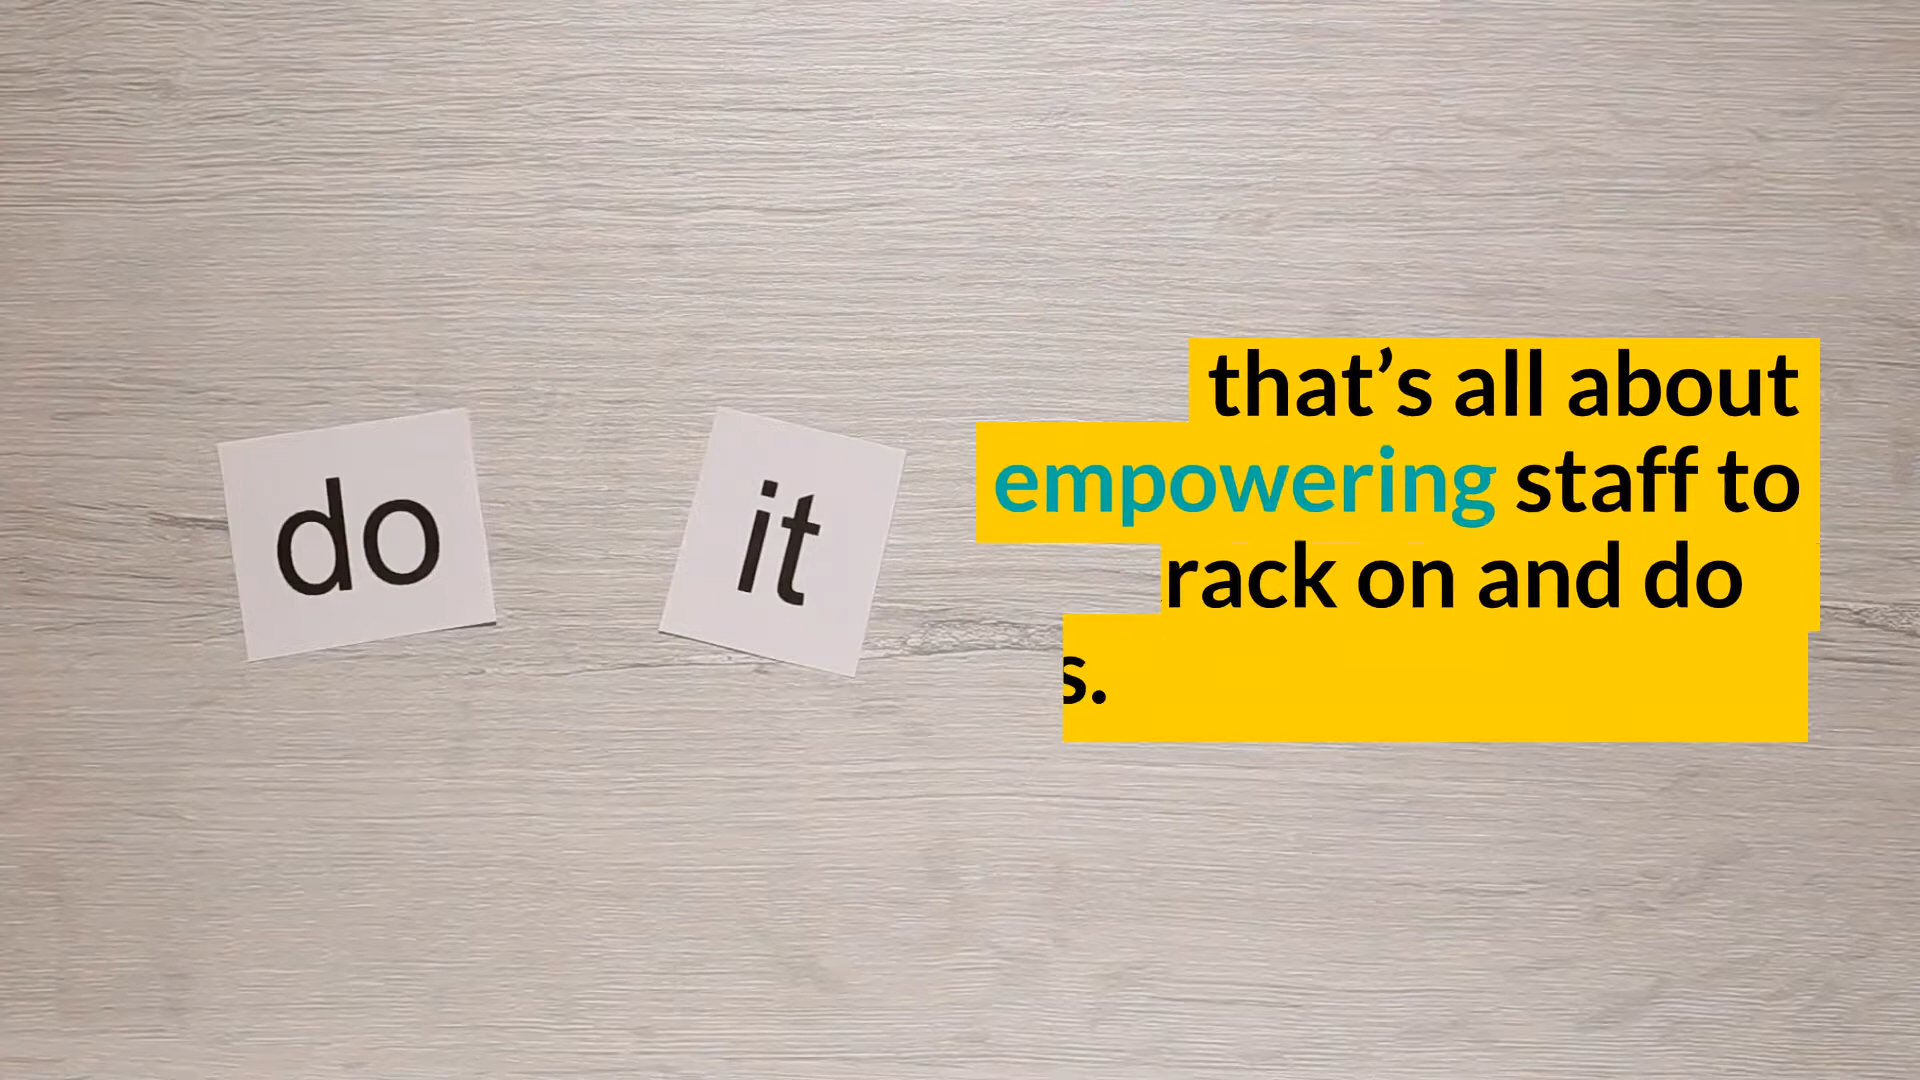 do
it
that’s all about
empowering staff to
rack on and do
s.